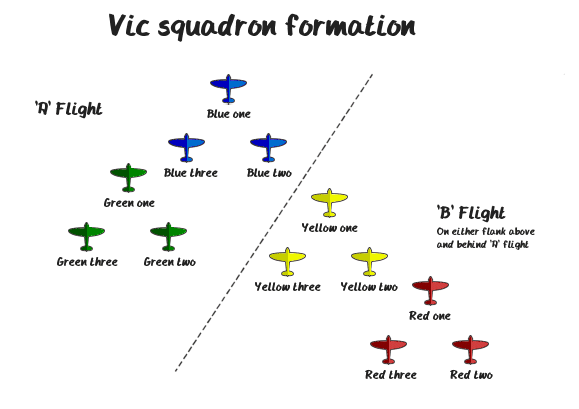 Vic squadron formation
'A' Flight
Blue one
Blue three
Blue two
Green one
Green three
Green two
Yellow one
'B' Flight
On either flank above
and behind 'A' flight
Yellow three
Yellow two
Red one
Red three
Red two